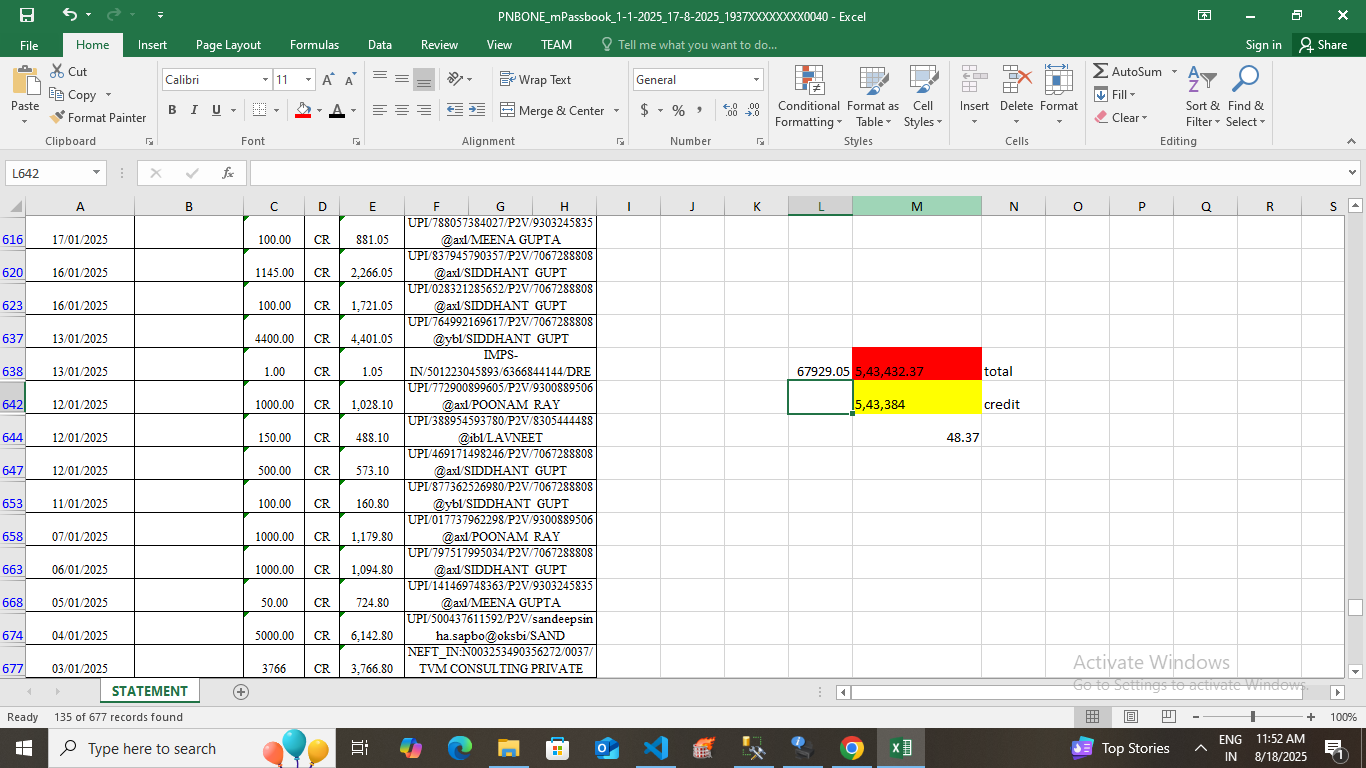 PNBONE_mPassbook_1-1-2025_17-8-2025_1937XXXXXXXX0040 - Excel
File Home Insert Page Layout Formulas Data Review View TEAM Tell me what you want to do... Sign in Share
Paste Cut Copy Format Painter
Calibri 11 B I U A
Wrap Text Merge & Center
General $ % ,
Conditional Formatting Format as Table Cell Styles
Insert Delete Format
AutoSum Fill Clear Sort & Filter Find & Select
Clipboard Font Alignment Number Styles Cells Editing
L642 fx
A B C D E F G H I J K L M N O P Q R S
616 17/01/2025 100.00 CR 881.05 UPI/788057384027/P2V/9303245835
@axl/MEENA GUPTA
620 16/01/2025 1145.00 CR 2,266.05 UPI/837945790357/P2V/7067288808
@axl/SIDDHANT GUPT
623 16/01/2025 100.00 CR 1,721.05 UPI/028321285652/P2V/7067288808
@axl/SIDDHANT GUPT
637 13/01/2025 4400.00 CR 4,401.05 UPI/764992169617/P2V/7067288808
@ybl/SIDDHANT GUPT
638 13/01/2025 1.00 CR 1.05 IMPS-
IN/501223045893/6366844144/DRE 67929.05 5,43,432.37 total
642 12/01/2025 1000.00 CR 1,028.10 UPI/772900899605/P2V/9300889506
@axl/POONAM RAY 5,43,384 credit
644 12/01/2025 150.00 CR 488.10 UPI/388954593780/P2V/8305444488
@ibl/LAVNEET 48.37
647 12/01/2025 500.00 CR 573.10 UPI/469171498246/P2V/7067288808
@axl/SIDDHANT GUPT
653 11/01/2025 100.00 CR 160.80 UPI/877362526980/P2V/7067288808
@ybl/SIDDHANT GUPT
658 07/01/2025 1000.00 CR 1,179.80 UPI/017737962298/P2V/9300889506
@axl/POONAM RAY
663 06/01/2025 1000.00 CR 1,094.80 UPI/797517995034/P2V/7067288808
@axl/SIDDHANT GUPT
668 05/01/2025 50.00 CR 724.80 UPI/141469748363/P2V/9303245835
@axl/MEENA GUPTA
674 04/01/2025 5000.00 CR 6,142.80 UPI/500437611592/P2V/sandeepsin
ha.sapbo@oksbi/SAND
677 03/01/2025 3766 CR 3,766.80 NEFT_IN:N003253490356272/0037/
TVM CONSULTING PRIVATE
Activate Windows
Go to Settings to activate Windows.
STATEMENT
Ready 135 of 677 records found 100%
Type here to search Top Stories ENG IN 11:52 AM 8/18/2025 1